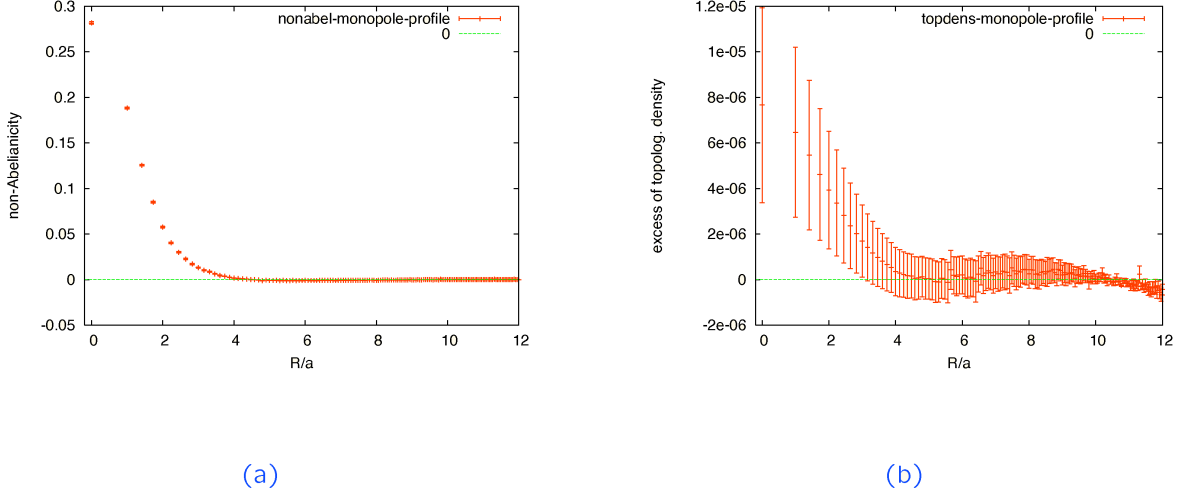 nonabel-monopole-profile
0
0.3
0.25
0.2
0.15
0.1
0.05
0
-0.05
non-Abelianicity
0 2 4 6 8 10 12
R/a
(a)
topdens-monopole-profile
0
1.2e-05
1e-05
8e-06
6e-06
4e-06
2e-06
0
-2e-06
excess of topolog. density
0 2 4 6 8 10 12
R/a
(b)